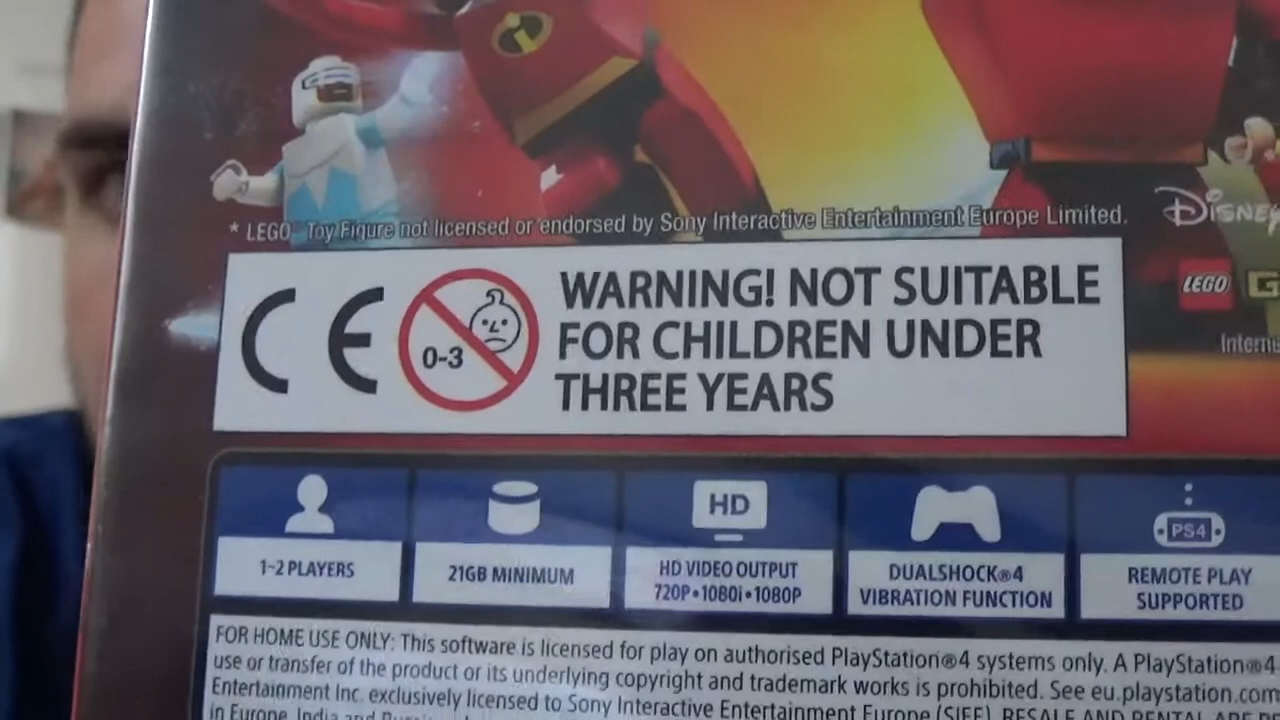 * LEGO Toy Figure not licensed or endorsed by Sony Interactive Entertainment Europe Limited.
DISNEY
LEGO
CE
0-3
WARNING! NOT SUITABLE
FOR CHILDREN UNDER
THREE YEARS
HD
PS4
1-2 PLAYERS
21GB MINIMUM
HD VIDEO OUTPUT
720P•1080i•1080P
DUALSHOCK®4
VIBRATION FUNCTION
REMOTE PLAY
SUPPORTED
FOR HOME USE ONLY: This software is licensed for play on authorised PlayStation®4 systems only. A PlayStation®4
use or transfer of the product or its underlying copyright and trademark works is prohibited. See eu.playstation.com
Entertainment Inc. exclusively licensed to Sony Interactive Entertainment Europe (SIEE). RESALE AND RENTAL ARE
in Europe, India and